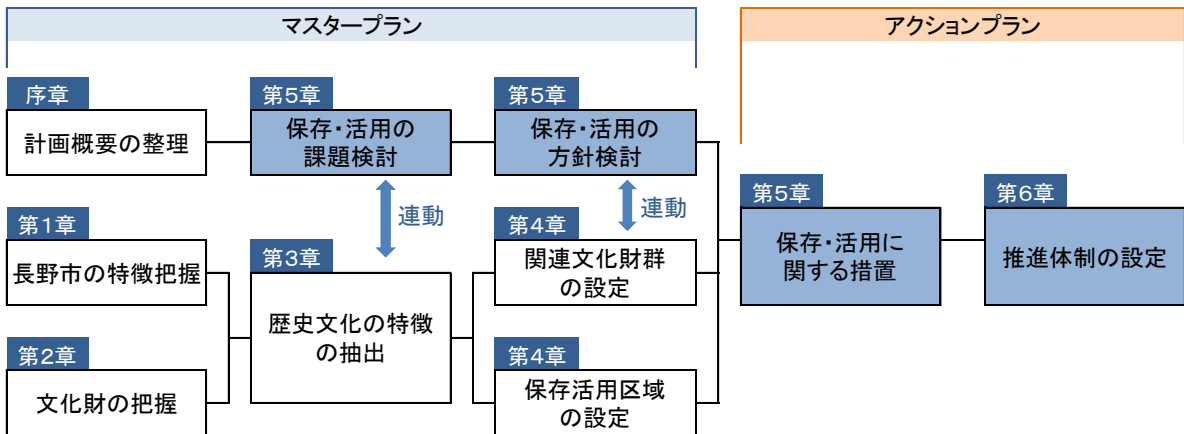 マスタープラン
アクションプラン
序章
計画概要の整理
第5章
保存・活用の
課題検討
第5章
保存・活用の
方針検討
連動
連動
第1章
長野市の特徴把握
第2章
文化財の把握
第3章
歴史文化の特徴
の抽出
第4章
関連文化財群
の設定
第4章
保存活用区域
の設定
第5章
保存・活用に
関する措置
第6章
推進体制の設定